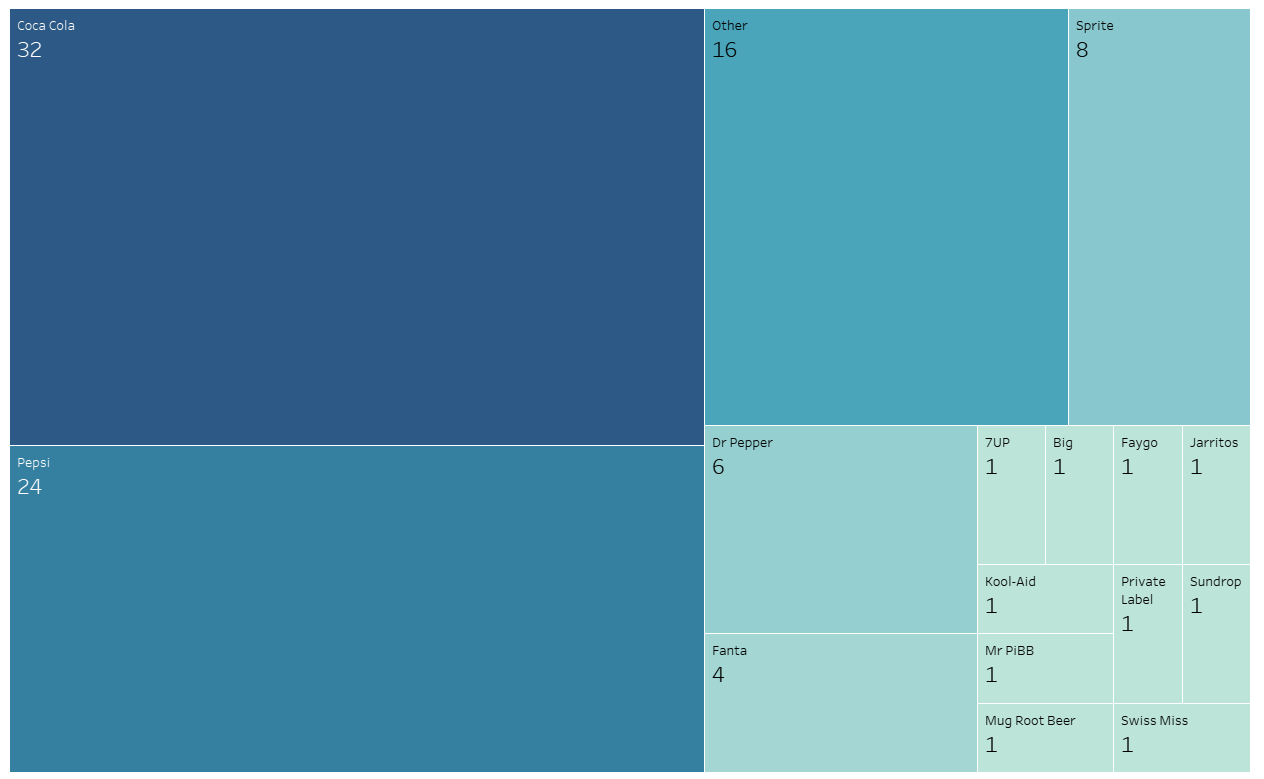 Coca Cola
32
Pepsi
24
Other
16
Sprite
8
Dr Pepper
6
Fanta
4
7UP
1
Big
1
Faygo
1
Jarritos
1
Kool-Aid
1
Mr PiBB
1
Mug Root Beer
1
Private
Label
1
Sundrop
1
Swiss Miss
1